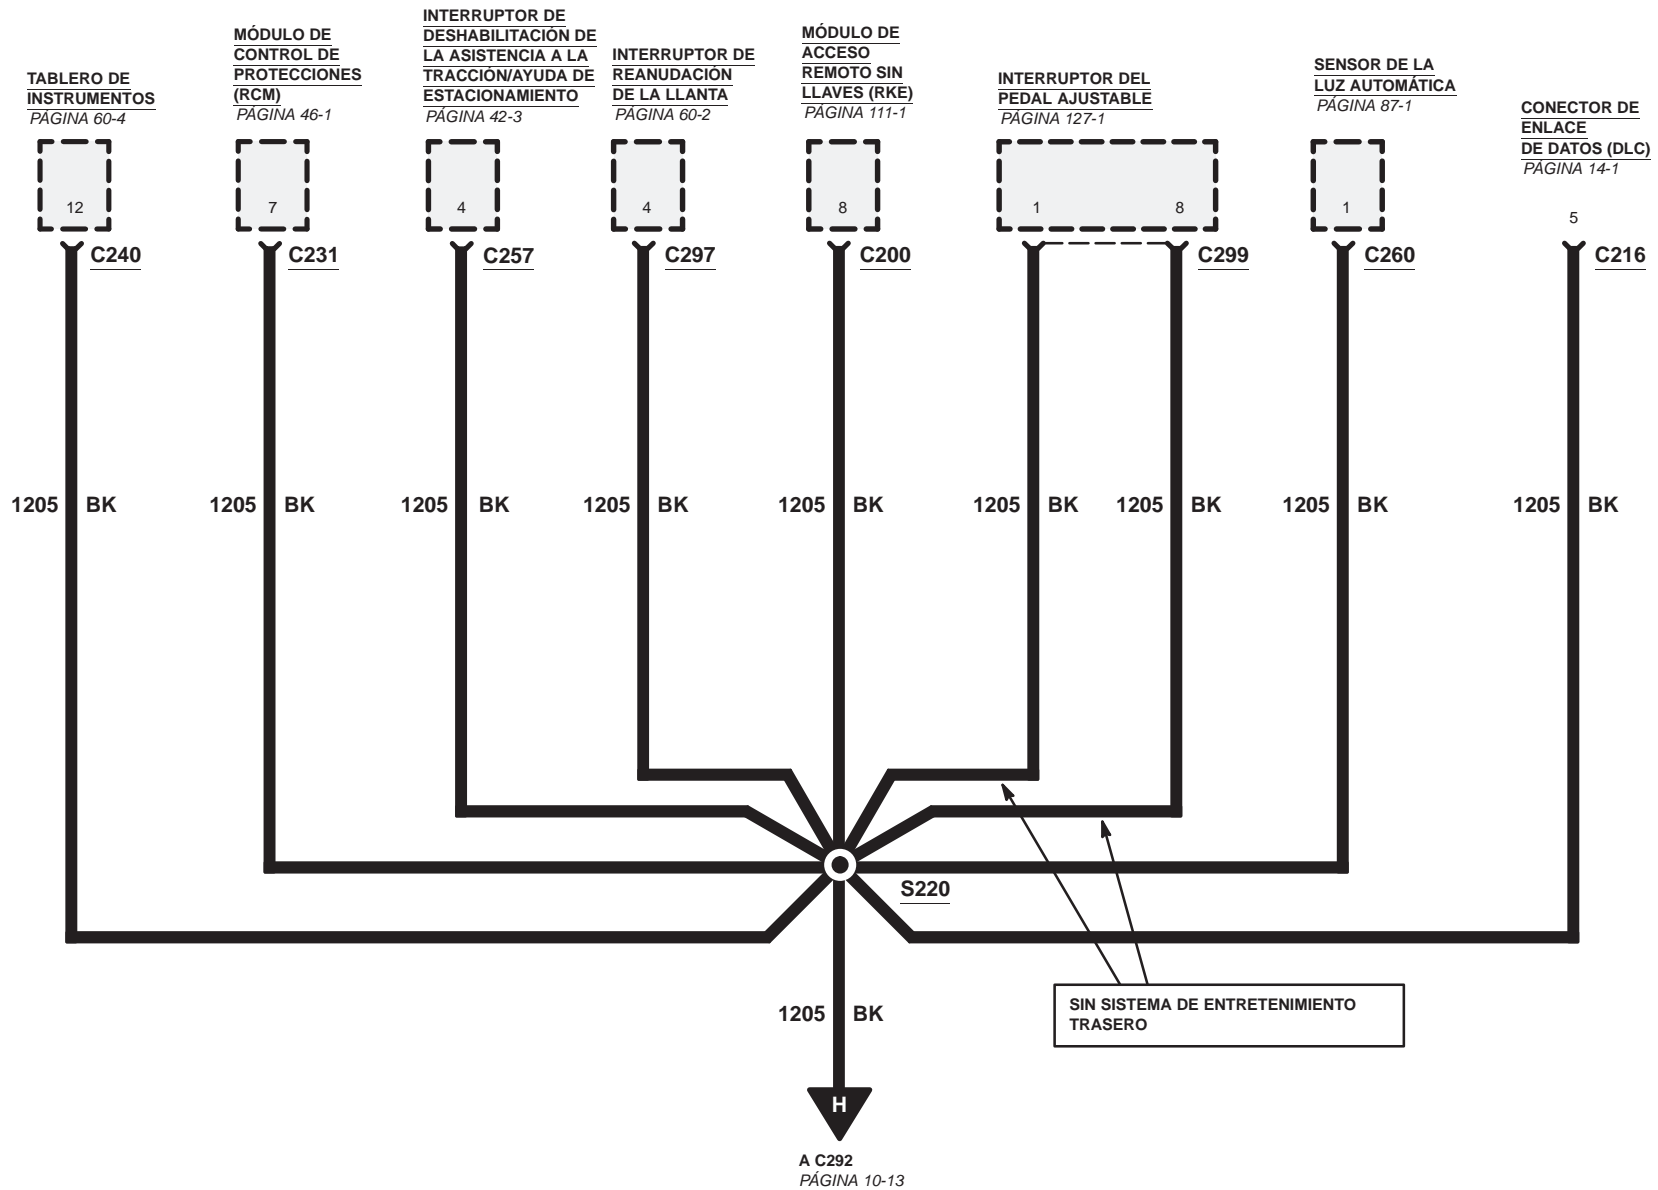 TABLERO DE
INSTRUMENTOS
PÁGINA 60-4
MÓDULO DE
CONTROL DE
PROTECCIONES
(RCM)
PÁGINA 46-1
INTERRUPTOR DE
DESHABILITACIÓN DE
LA ASISTENCIA A LA
TRACCIÓN/AYUDA DE
ESTACIONAMIENTO
PÁGINA 42-3
INTERRUPTOR DE
REANUDACIÓN
DE LA LLANTA
PÁGINA 60-2
MÓDULO DE
ACCESO
REMOTO SIN
LLAVES (RKE)
PÁGINA 111-1
INTERRUPTOR DEL
PEDAL AJUSTABLE
PÁGINA 127-1
SENSOR DE LA
LUZ AUTOMÁTICA
PÁGINA 87-1
CONECTOR DE
ENLACE
DE DATOS (DLC)
PÁGINA 14-1
12
7
4
4
8
1
8
1
5
C240
C231
C257
C297
C200
C299
C260
C216
1205 BK
1205 BK
1205 BK
1205 BK
1205 BK
1205 BK
1205 BK
1205 BK
1205 BK
S220
SIN SISTEMA DE ENTRETENIMIENTO
TRASERO
1205 BK
H
A C292
PÁGINA 10-13